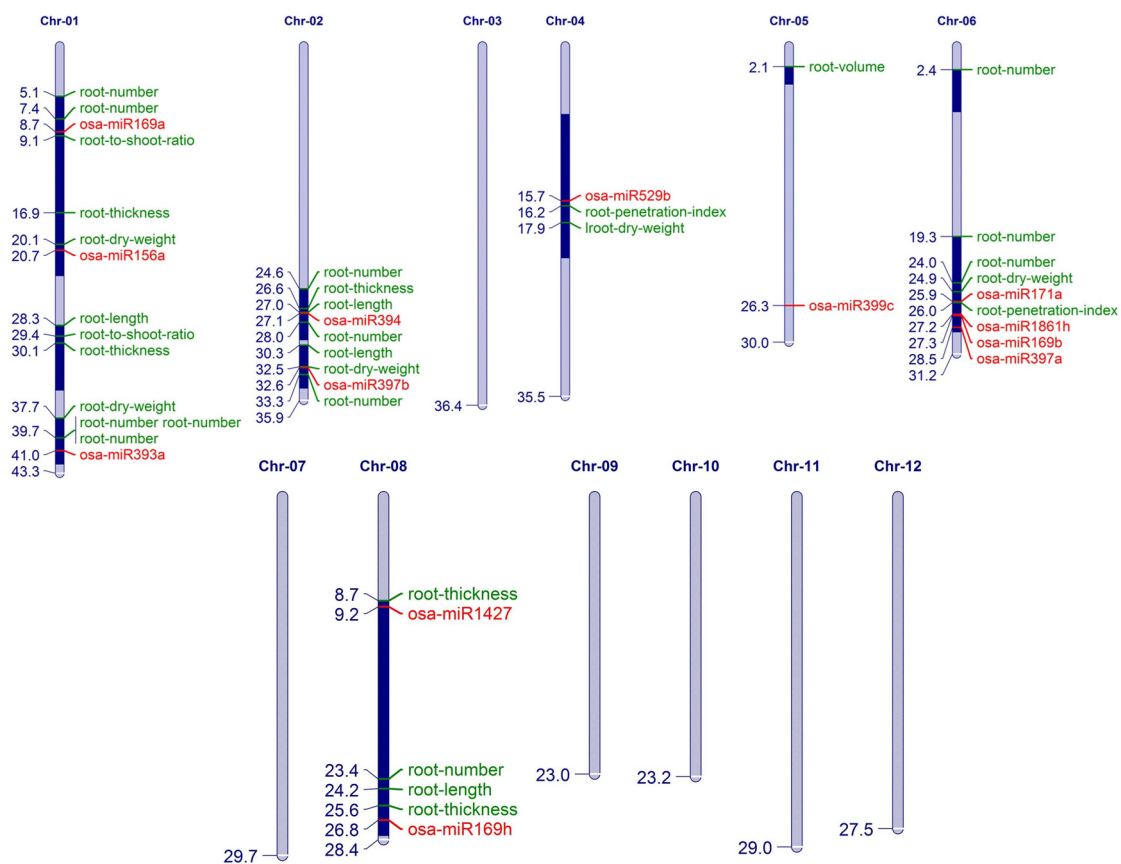 Chr-01
5.1 root-number
7.4 root-number
8.7 osa-miR169a
9.1 root-to-shoot-ratio
16.9 root-thickness
20.1 root-dry-weight
20.7 osa-miR156a
28.3 root-length
29.4 root-to-shoot-ratio
30.1 root-thickness
37.7 root-dry-weight
39.7 root-number root-number
root-number
41.0 osa-miR393a
43.3
Chr-02
24.6 root-number
26.6 root-thickness
27.0 root-length
27.1 osa-miR394
28.0 root-number
30.3 root-length
32.5 root-dry-weight
32.6 osa-miR397b
33.3 root-number
35.9
Chr-03
36.4
Chr-04
15.7 osa-miR529b
16.2 root-penetration-index
17.9 lroot-dry-weight
35.5
Chr-05
2.1 root-volume
26.3 osa-miR399c
30.0
Chr-06
2.4 root-number
19.3 root-number
24.0 root-number
24.9 root-dry-weight
25.9 osa-miR171a
26.0 root-penetration-index
27.2 osa-miR1861h
27.3 osa-miR169b
28.5 osa-miR397a
31.2
Chr-07
29.7
Chr-08
8.7 root-thickness
9.2 osa-miR1427
23.4 root-number
24.2 root-length
25.6 root-thickness
26.8 osa-miR169h
28.4
Chr-09
23.0
Chr-10
23.2
Chr-11
29.0
Chr-12
27.5